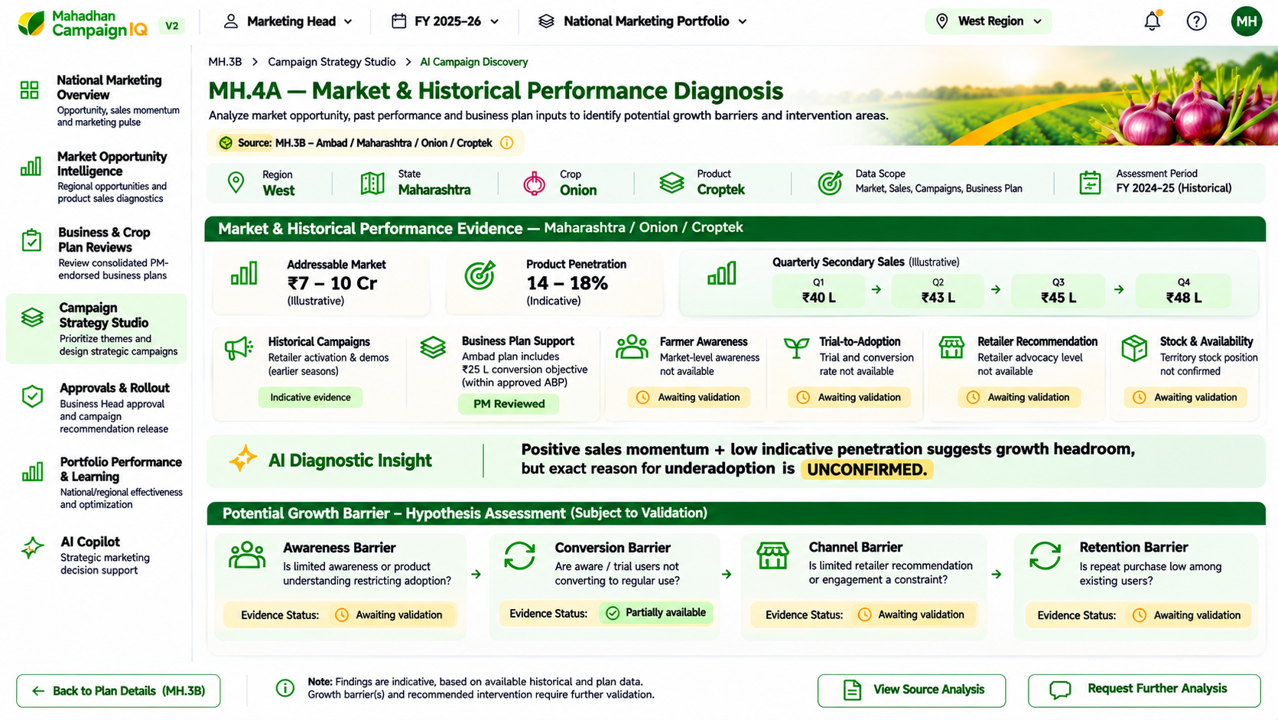 Mahadhan
Campaign IQ V2
Marketing Head
FY 2025–26
National Marketing Portfolio
West Region
MH
National Marketing
Overview
Opportunity, sales momentum
and marketing pulse
Market Opportunity
Intelligence
Regional opportunities and
product sales diagnostics
Business & Crop
Plan Reviews
Review consolidated PM-
endorsed business plans
Campaign
Strategy Studio
Prioritize themes and
design strategic campaigns
Approvals & Rollout
Business Head approval
and campaign
recommendation release
Portfolio Performance
& Learning
National/regional effectiveness
and optimization
AI Copilot
Strategic marketing
decision support
MH.3B > Campaign Strategy Studio > AI Campaign Discovery
MH.4A — Market & Historical Performance Diagnosis
Analyze market opportunity, past performance and business plan inputs to identify potential growth barriers and intervention areas.
Source: MH.3B – Ambad / Maharashtra / Onion / Croptek
Region
West
State
Maharashtra
Crop
Onion
Product
Croptek
Data Scope
Market, Sales, Campaigns, Business Plan
Assessment Period
FY 2024–25 (Historical)
Market & Historical Performance Evidence — Maharashtra / Onion / Croptek
Addressable Market
₹7 – 10 Cr
(Illustrative)
Product Penetration
14 – 18%
(Indicative)
Quarterly Secondary Sales (Illustrative)
Q1
₹40 L
Q2
₹43 L
Q3
₹45 L
Q4
₹48 L
Historical Campaigns
Retailer activation & demos
(earlier seasons)
Indicative evidence
Business Plan Support
Ambad plan includes
₹25 L conversion objective
(within approved ABP)
PM Reviewed
Farmer Awareness
Market-level awareness
not available
Awaiting validation
Trial-to-Adoption
Trial and conversion
rate not available
Awaiting validation
Retailer Recommendation
Retailer advocacy level
not available
Awaiting validation
Stock & Availability
Territory stock position
not confirmed
Awaiting validation
AI Diagnostic Insight
Positive sales momentum + low indicative penetration suggests growth headroom,
but exact reason for underadoption is UNCONFIRMED.
Potential Growth Barrier – Hypothesis Assessment (Subject to Validation)
Awareness Barrier
Is limited awareness or product
understanding restricting adoption?
Evidence Status: Awaiting validation
Conversion Barrier
Are aware / trial users not
converting to regular use?
Evidence Status: Partially available
Channel Barrier
Is limited retailer recommendation
or engagement a constraint?
Evidence Status: Awaiting validation
Retention Barrier
Is repeat purchase low among
existing users?
Evidence Status: Awaiting validation
← Back to Plan Details (MH.3B)
Note: Findings are indicative, based on available historical and plan data.
Growth barrier(s) and recommended intervention require further validation.
View Source Analysis
Request Further Analysis